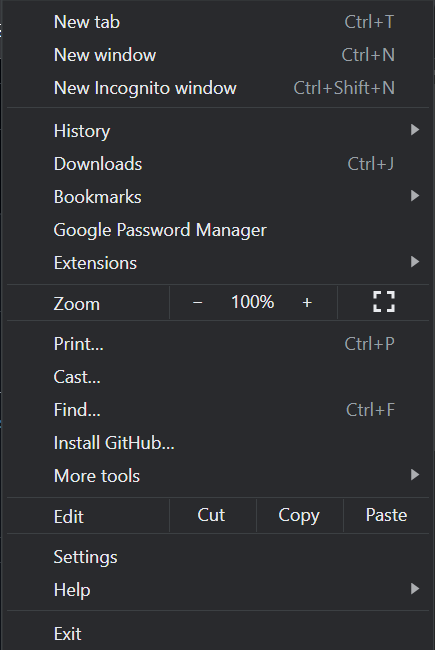 New tab Ctrl+T
New window Ctrl+N
New Incognito window Ctrl+Shift+N
History
Downloads Ctrl+J
Bookmarks
Google Password Manager
Extensions
Zoom − 100% +
Print... Ctrl+P
Cast...
Find... Ctrl+F
Install GitHub...
More tools
Edit Cut Copy Paste
Settings
Help
Exit